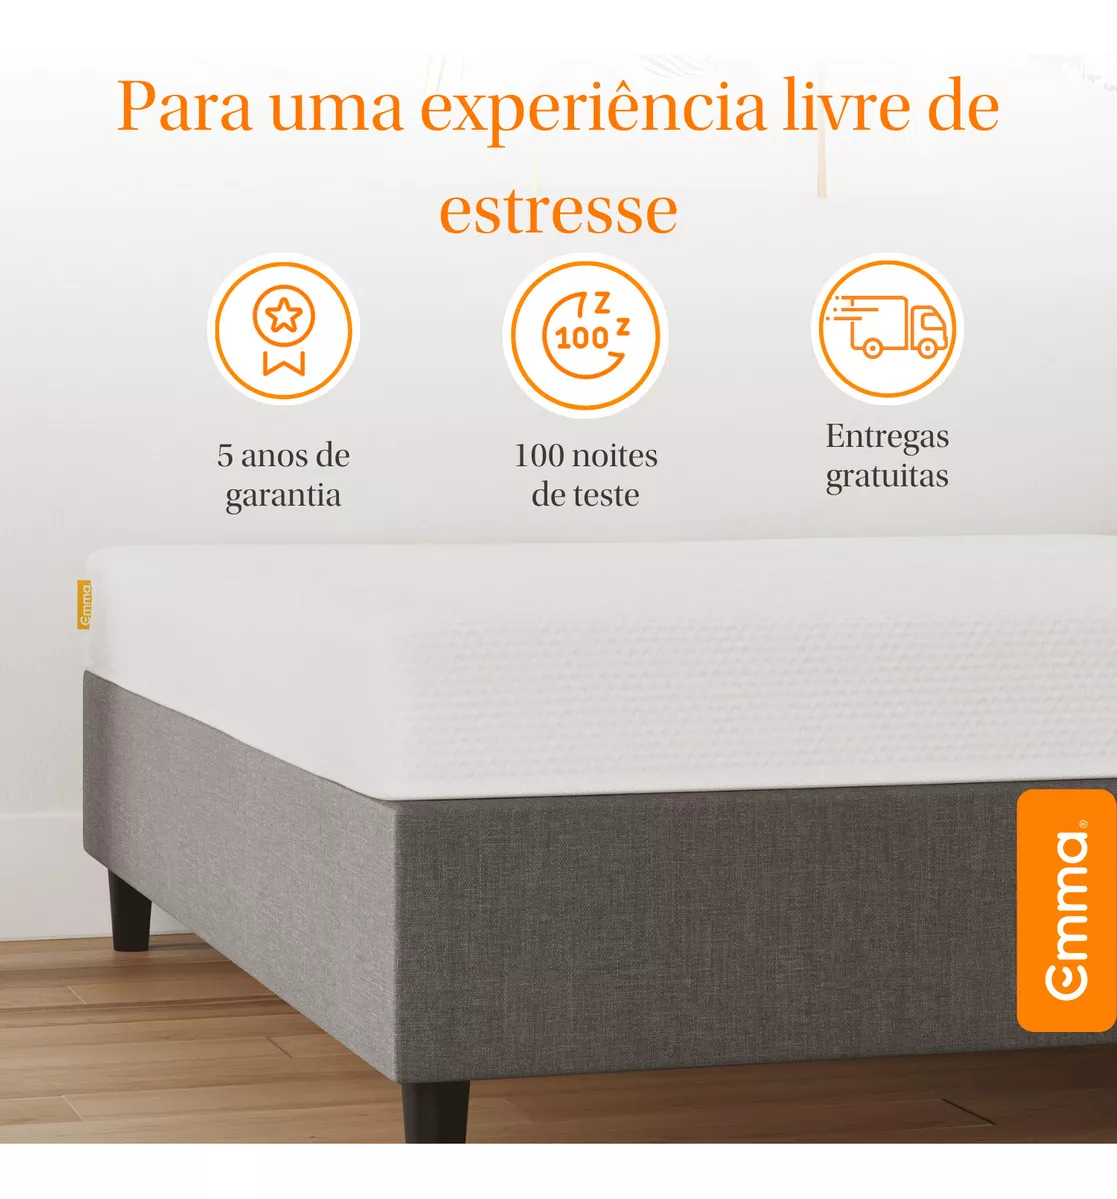 Para uma experiência livre de
estresse
Z
100 z
5 anos de
garantia
100 noites
de teste
Entregas
gratuitas
emma
emma®